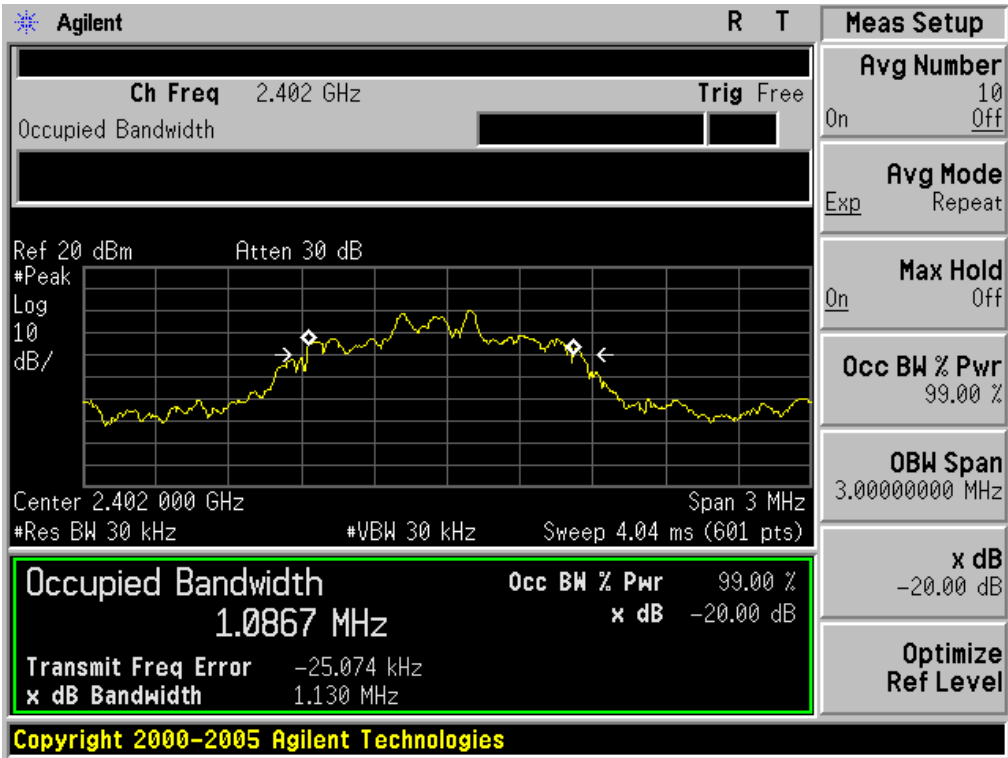 Agilent R T
Ch Freq 2.402 GHz Trig Free
Occupied Bandwidth
Ref 20 dBm Atten 30 dB
#Peak
Log
10
dB/
Center 2.402 000 GHz Span 3 MHz
#Res BW 30 kHz #VBW 30 kHz Sweep 4.04 ms (601 pts)
Occupied Bandwidth Occ BW % Pwr 99.00 %
1.0867 MHz x dB -20.00 dB
Transmit Freq Error -25.074 kHz
x dB Bandwidth 1.130 MHz
Copyright 2000-2005 Agilent Technologies
Meas Setup
Avg Number
10
On Off
Avg Mode
Exp Repeat
Max Hold
On Off
Occ BW % Pwr
99.00 %
OBW Span
3.00000000 MHz
x dB
-20.00 dB
Optimize
Ref Level